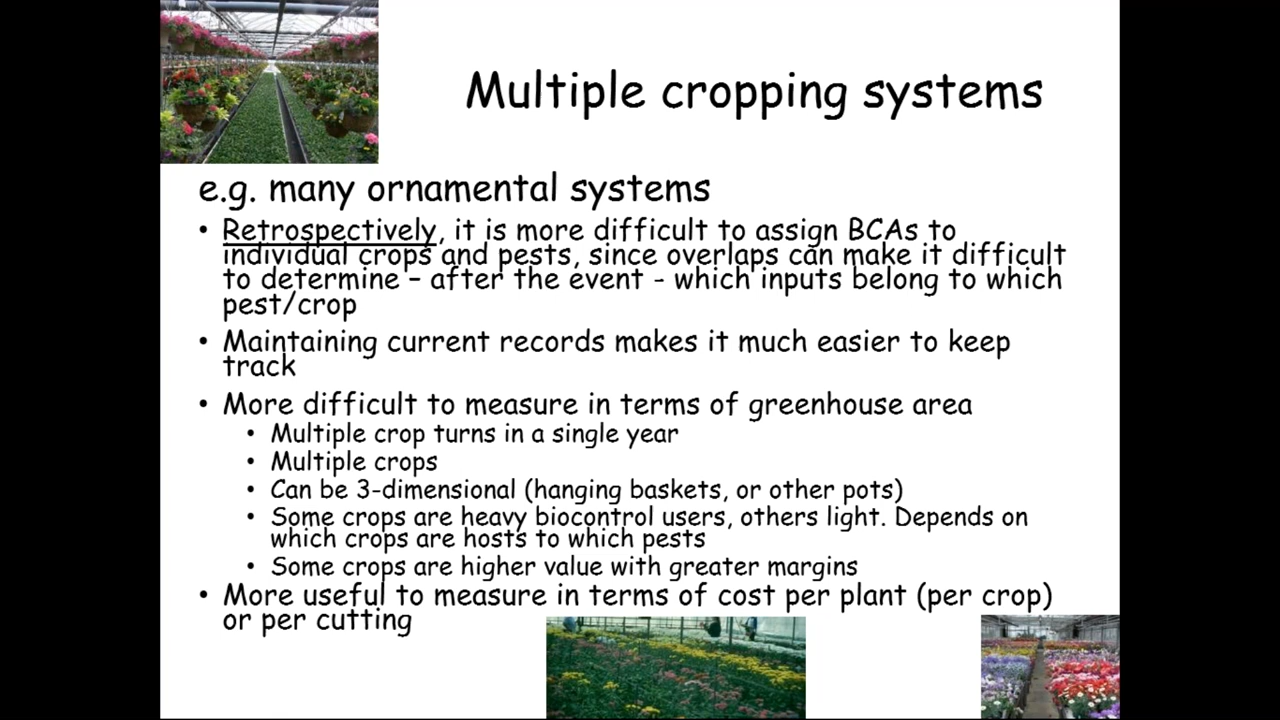 Multiple cropping systems
e.g. many ornamental systems
• Retrospectively, it is more difficult to assign BCAs to
individual crops and pests, since overlaps can make it difficult
to determine – after the event - which inputs belong to which
pest/crop
• Maintaining current records makes it much easier to keep
track
• More difficult to measure in terms of greenhouse area
• Multiple crop turns in a single year
• Multiple crops
• Can be 3-dimensional (hanging baskets, or other pots)
• Some crops are heavy biocontrol users, others light. Depends on
which crops are hosts to which pests
• Some crops are higher value with greater margins
• More useful to measure in terms of cost per plant (per crop)
or per cutting